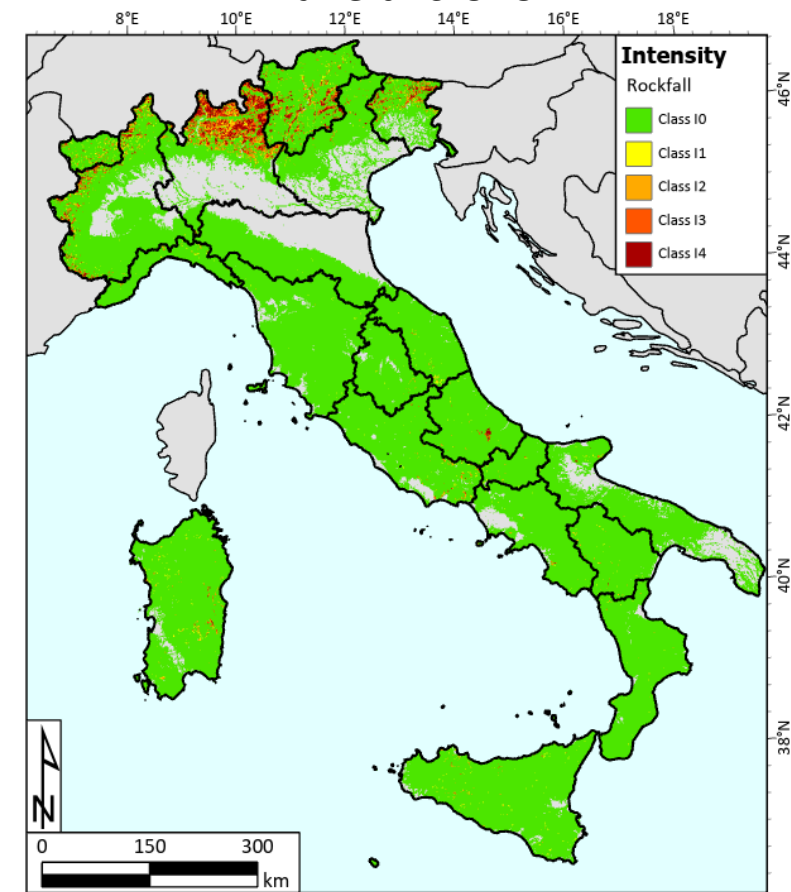 8°E 10°E 12°E 14°E 16°E 18°E
Intensity
Rockfall
Class I0
Class I1
Class I2
Class I3
Class I4
46°N
44°N
42°N
40°N
38°N
N
0 150 300
km